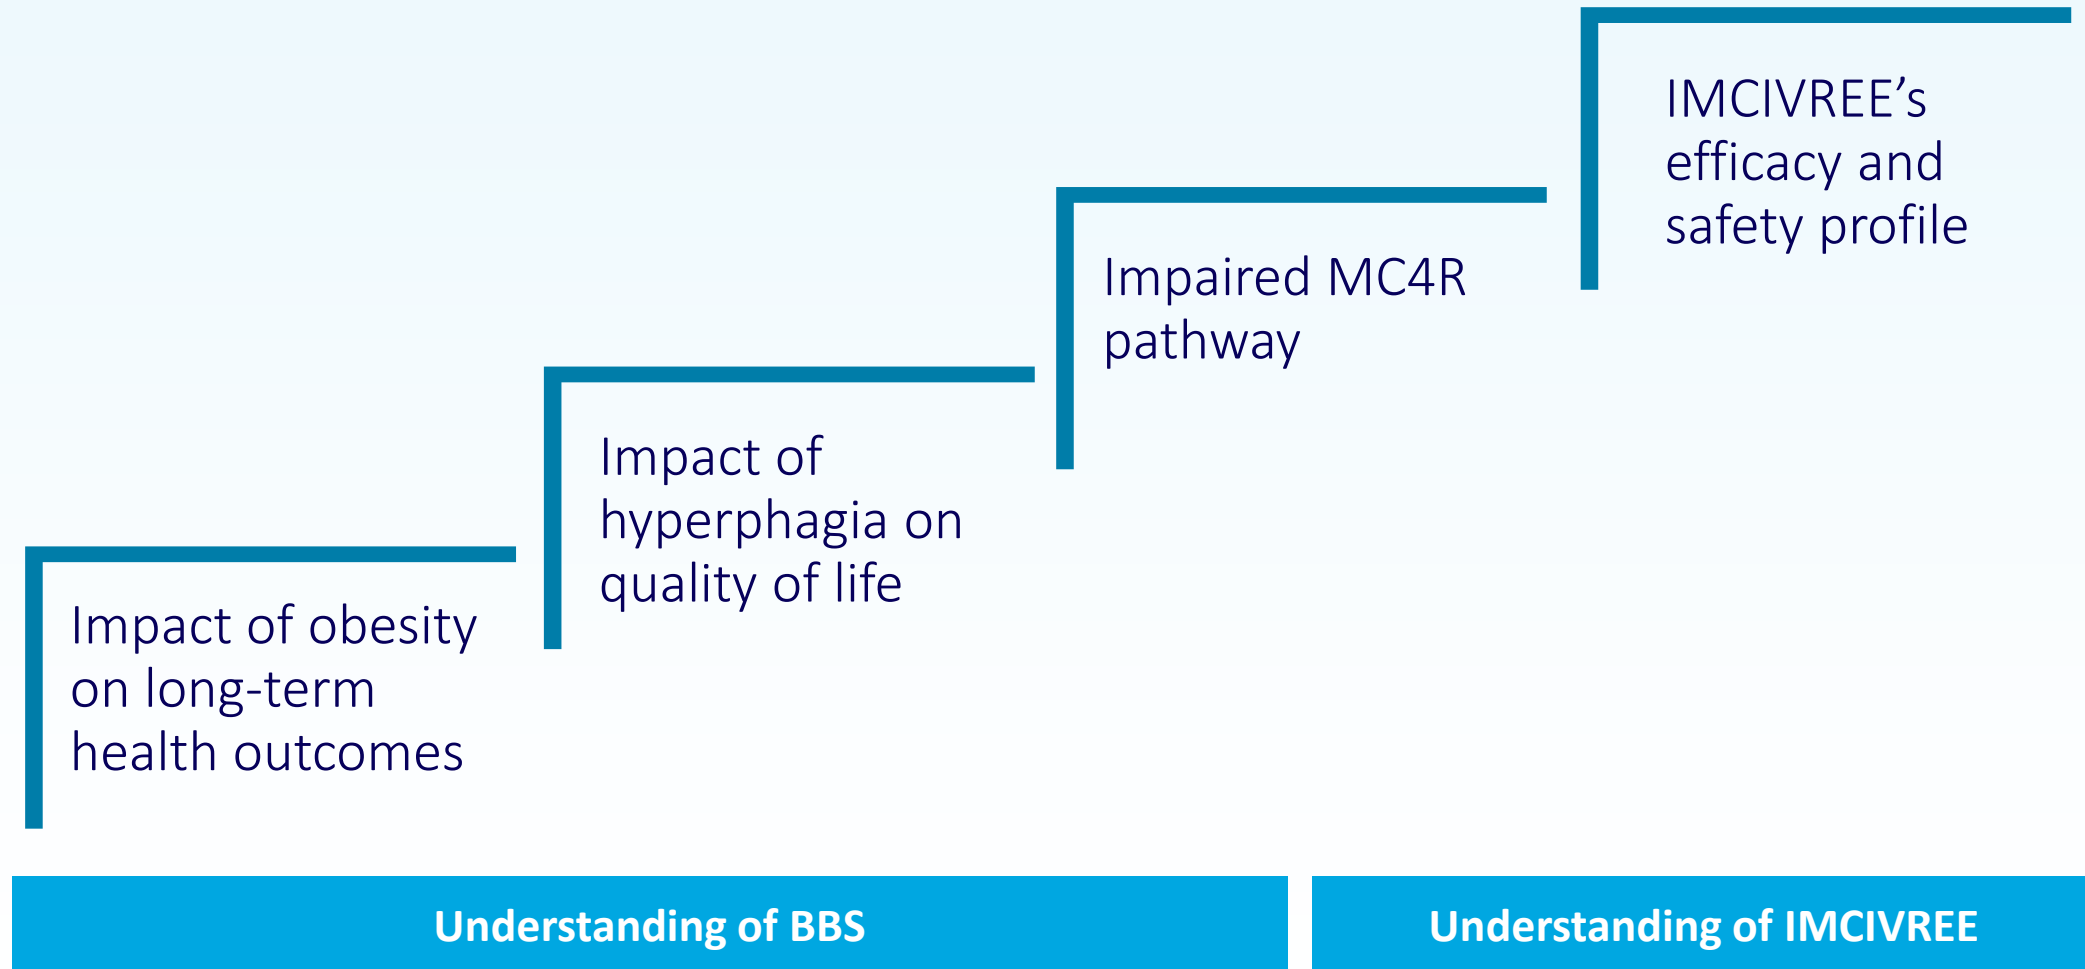 Impact of obesity
on long-term
health outcomes
Impact of
hyperphagia on
quality of life
Impaired MC4R
pathway
IMCIVREE’s
efficacy and
safety profile
Understanding of BBS
Understanding of IMCIVREE